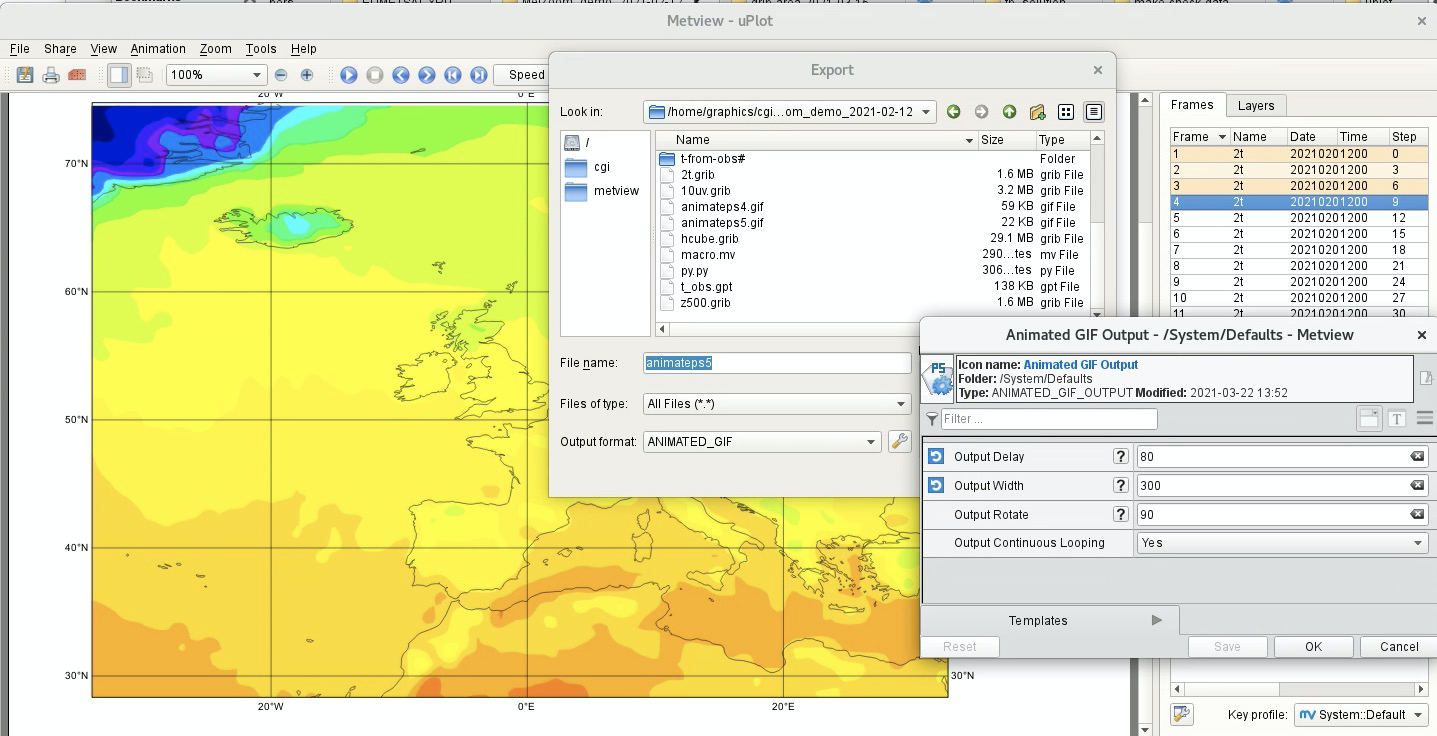 Metview - uPlot
File Share View Animation Zoom Tools Help
100%
Speed
20°W
0°E
70°N
60°N
50°N
40°N
30°N
30°N
20°W
0°E
20°E
Export
Look in: /home/graphics/cgi...om_demo_2021-02-12
/
cgi
metview
Name Size Type
t-from-obs# Folder
2t.grib 1.6 MB grib File
10uv.grib 3.2 MB grib File
animateps4.gif 59 KB gif File
animateps5.gif 22 KB gif File
hcube.grib 29.1 MB grib File
macro.mv 290...tes mv File
py.py 306...tes py File
t_obs.gpt 138 KB gpt File
z500.grib 1.6 MB grib File
File name: animateps5
Files of type: All Files (*.*)
Output format: ANIMATED_GIF
Frames Layers
Frame Name Date Time Step
1 2t 20210201 1200 0
2 2t 20210201 1200 3
3 2t 20210201 1200 6
4 2t 20210201 1200 9
5 2t 20210201 1200 12
6 2t 20210201 1200 15
7 2t 20210201 1200 18
8 2t 20210201 1200 21
9 2t 20210201 1200 24
10 2t 20210201 1200 27
11 2t 20210201 1200 30
Animated GIF Output - /System/Defaults - Metview
PS
Icon name: Animated GIF Output
Folder: /System/Defaults
Type: ANIMATED_GIF_OUTPUT Modified: 2021-03-22 13:52
Filter ...
T
Output Delay ? 80
Output Width ? 300
Output Rotate ? 90
Output Continuous Looping Yes
Templates
Reset Save OK Cancel
Key profile: mv System::Default